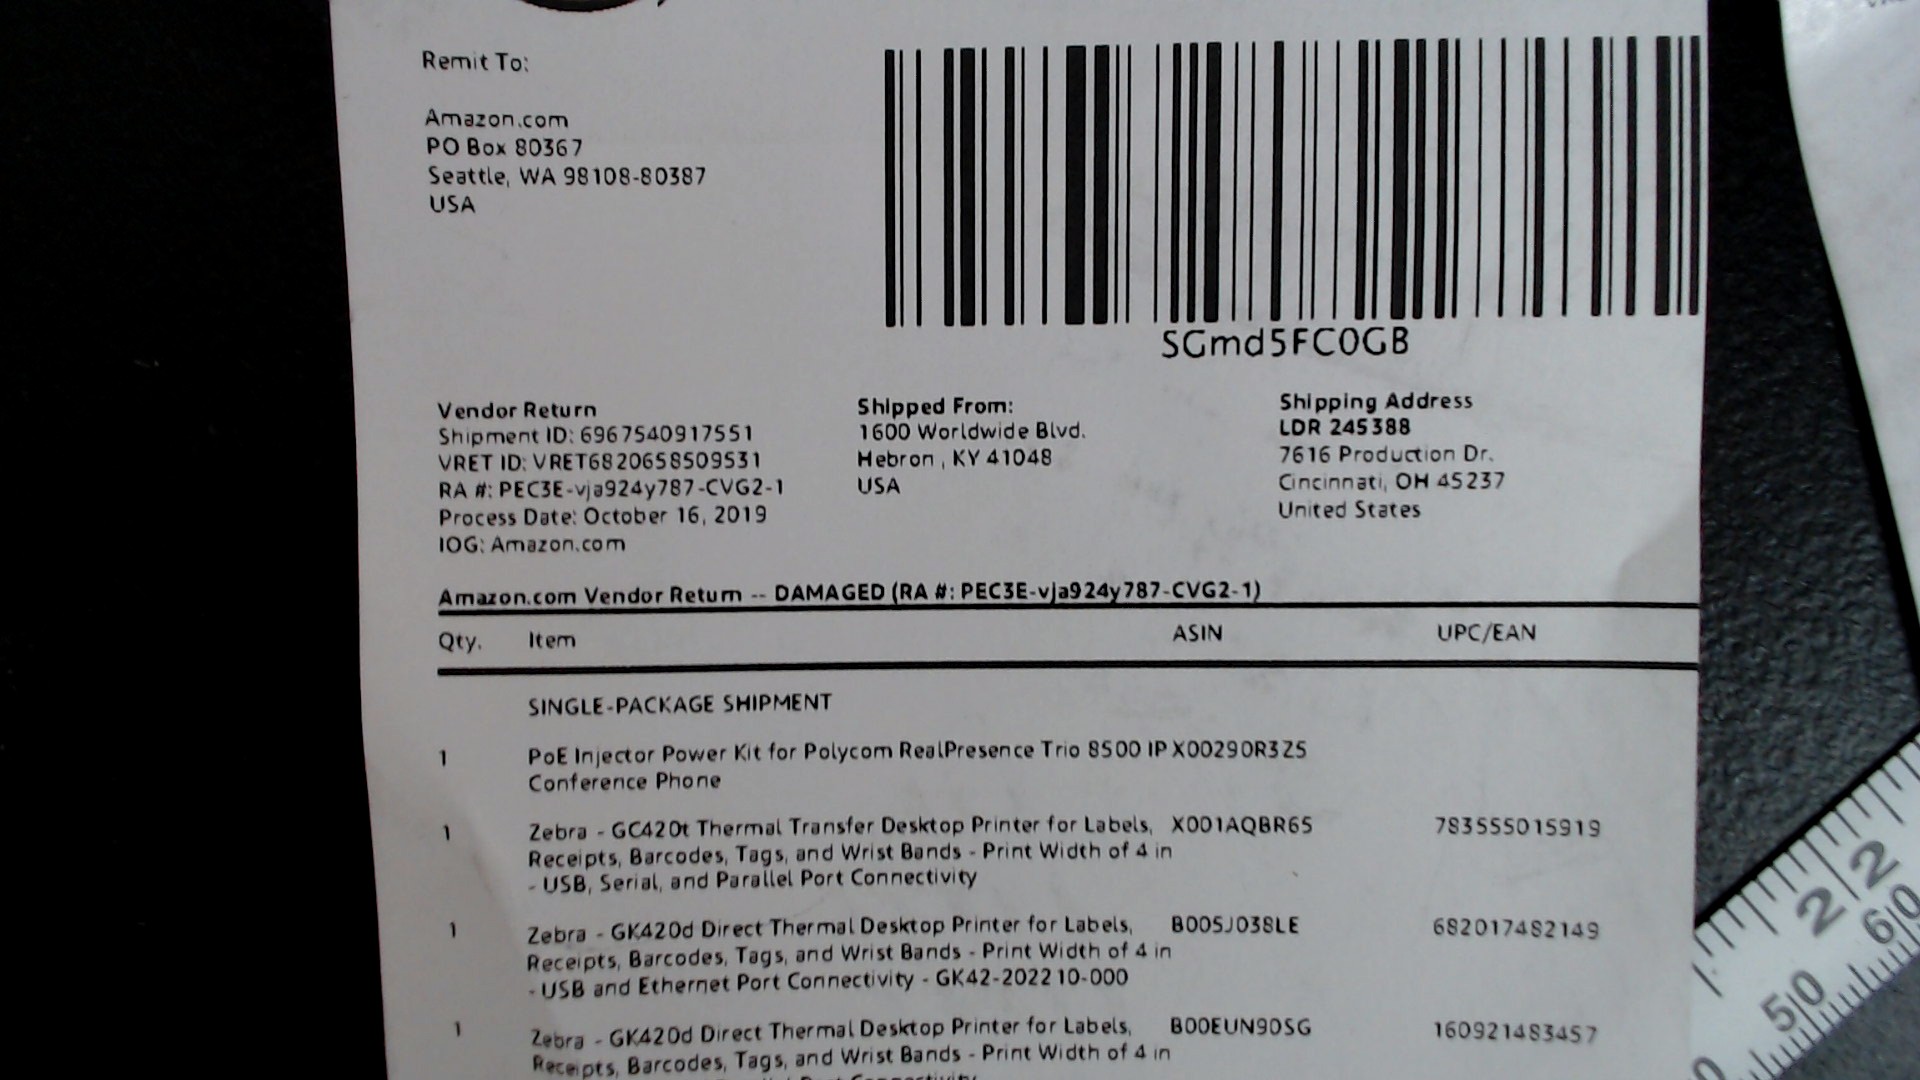 Remit To:
Amazon.com
PO Box 80367
Seattle, WA 98108-80387
USA
SGmd5FC0GB
Vendor Return
Shipment ID: 6967540917551
VRET ID: VRET6820658509531
RA #: PEC3E-vja924y787-CVG2-1
Process Date: October 16, 2019
IOG: Amazon.com
Shipped From:
1600 Worldwide Blvd.
Hebron , KY 41048
USA
Shipping Address
LDR 245388
7616 Production Dr.
Cincinnati, OH 45237
United States
Amazon.com Vendor Return -- DAMAGED (RA #: PEC3E-vja924y787-CVG2-1)
Qty. Item ASIN UPC/EAN
SINGLE-PACKAGE SHIPMENT
1 PoE Injector Power Kit for Polycom RealPresence Trio 8500 IP X00290R3Z5
Conference Phone
1 Zebra - GC420t Thermal Transfer Desktop Printer for Labels, X001AQBR65 783555015919
Receipts, Barcodes, Tags, and Wrist Bands - Print Width of 4 in
- USB, Serial, and Parallel Port Connectivity
1 Zebra - GK420d Direct Thermal Desktop Printer for Labels, B005J038LE 682017482149
Receipts, Barcodes, Tags, and Wrist Bands - Print Width of 4 in
- USB and Ethernet Port Connectivity - GK42-202210-000
1 Zebra - GK420d Direct Thermal Desktop Printer for Labels, B00EUN90SG 160921483457
Receipts, Barcodes, Tags, and Wrist Bands - Print Width of 4 in
22
60
50